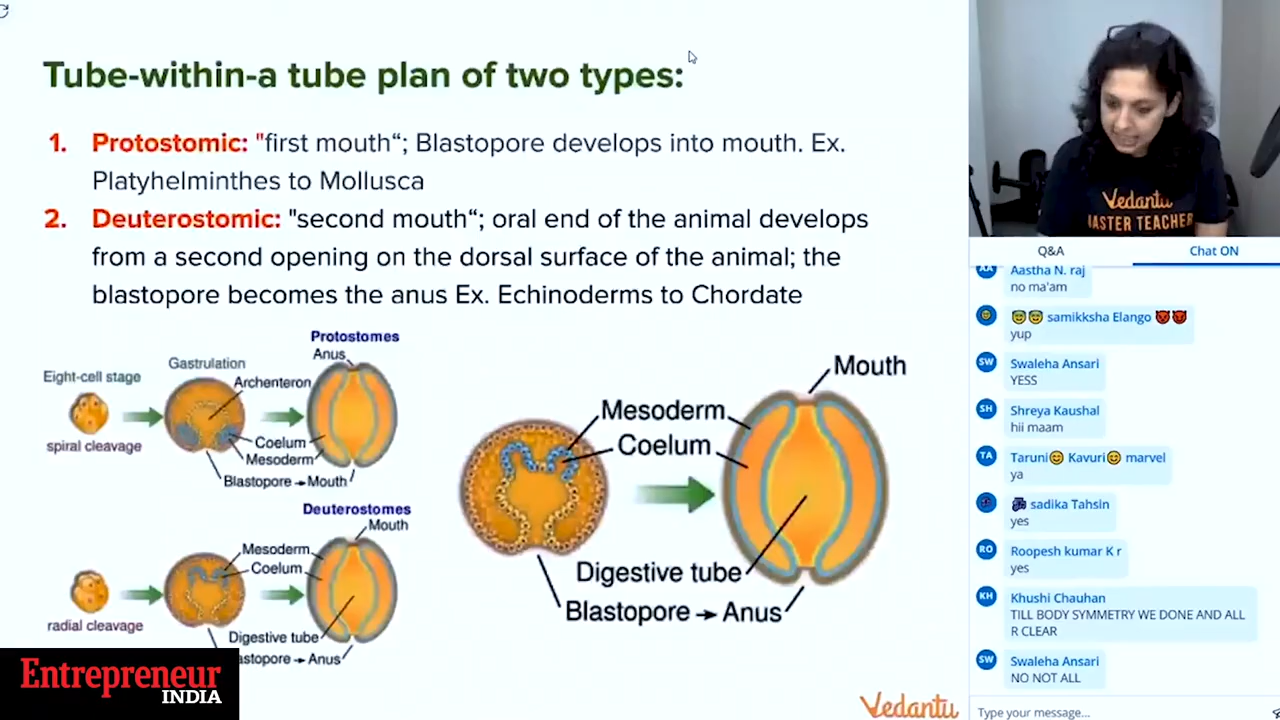 Tube-within-a tube plan of two types:
1. Protostomic: "first mouth“; Blastopore develops into mouth. Ex.
Platyhelminthes to Mollusca
2. Deuterostomic: "second mouth“; oral end of the animal develops
from a second opening on the dorsal surface of the animal; the
blastopore becomes the anus Ex. Echinoderms to Chordate
Protostomes
Anus
Gastrulation
Eight-cell stage
Archenteron
spiral cleavage
Coelum
Mesoderm
Blastopore → Mouth
Deuterostomes
Mouth
Mesoderm
Coelum
radial cleavage
Digestive tube
astopore → Anus
Mouth
Mesoderm
Coelum
Digestive tube
Blastopore → Anus
Entrepreneur
INDIA
Vedantu
Vedantu
MASTER TEACHER
Q&A
Chat ON
AA
Aastha N. raj
no ma'am
😇😇 samikksha Elango 👿👿
yup
SW
Swaleha Ansari
YESS
SH
Shreya Kaushal
hii maam
TA
Taruni😊 Kavuri😊 marvel
ya
sadika Tahsin
yes
RO
Roopesh kumar K r
yes
KH
Khushi Chauhan
TILL BODY SYMMETRY WE DONE AND ALL
R CLEAR
SW
Swaleha Ansari
NO NOT ALL
Type your message...